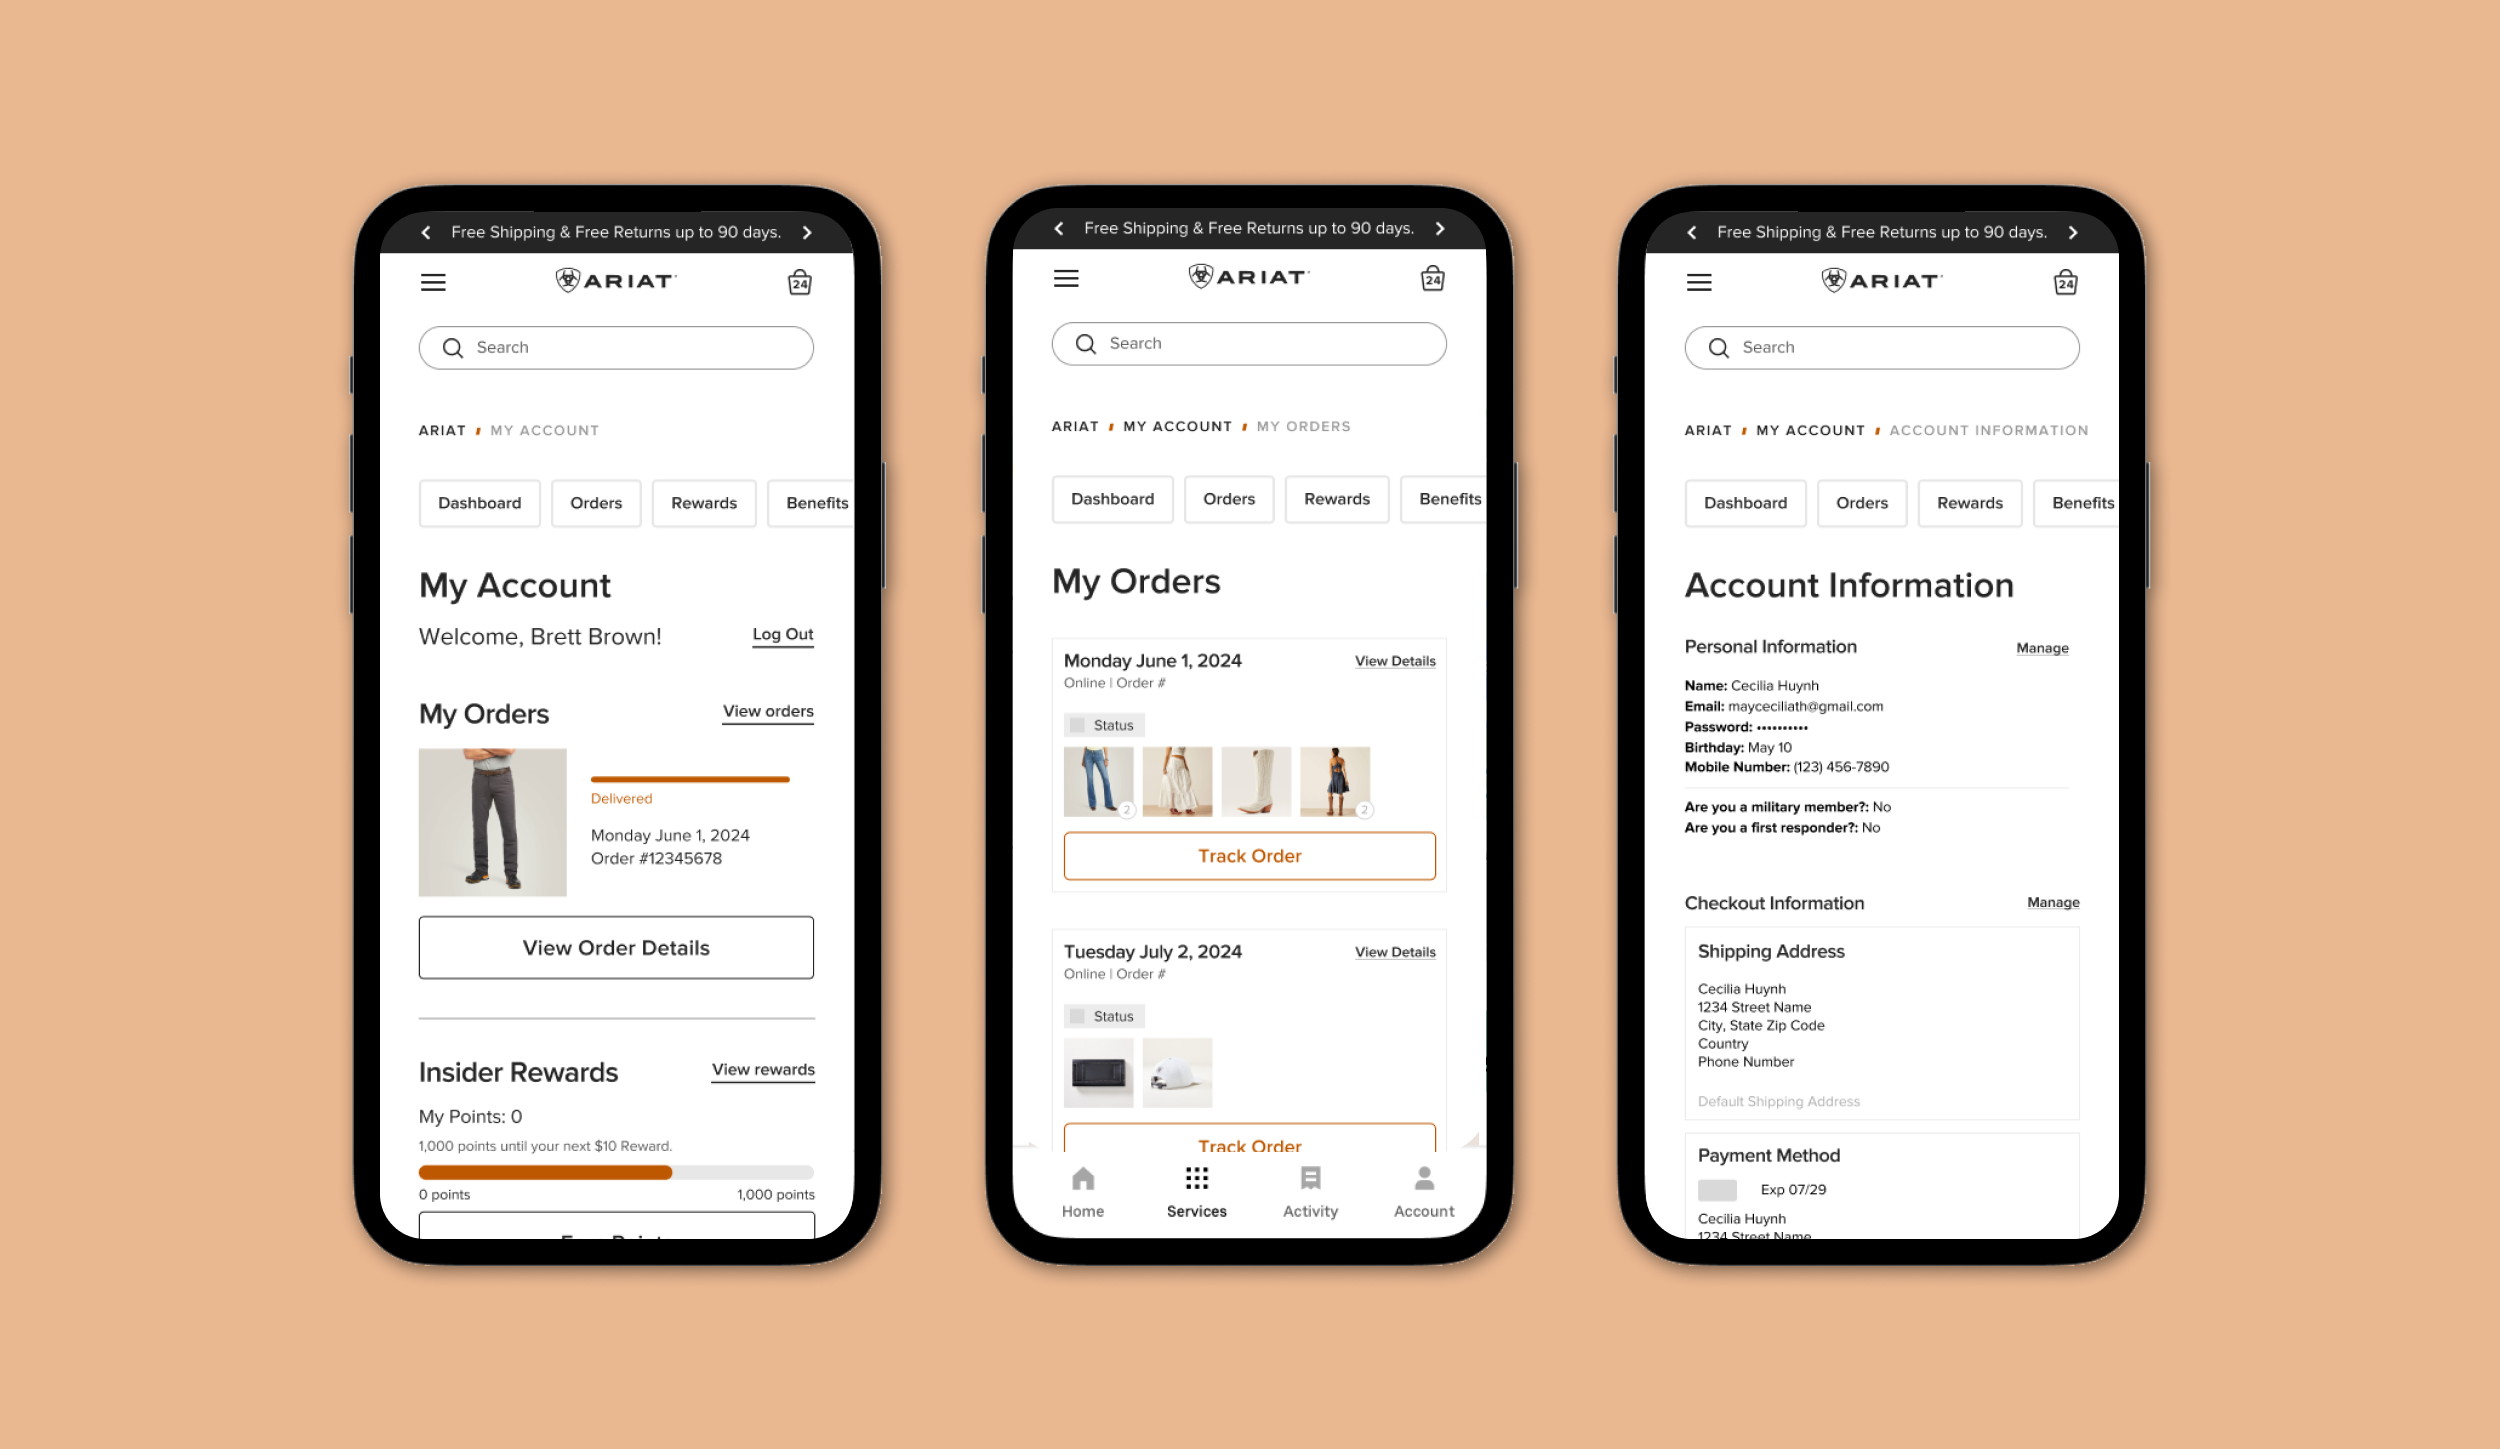 Free Shipping & Free Returns up to 90 days.
ARIAT
24
Search
ARIAT MY ACCOUNT
Dashboard Orders Rewards Benefits
My Account
Welcome, Brett Brown! Log Out
My Orders View orders
Delivered
Monday June 1, 2024
Order #12345678
View Order Details
Insider Rewards View rewards
My Points: 0
1,000 points until your next $10 Reward.
0 points 1,000 points
Free Shipping & Free Returns up to 90 days.
ARIAT
24
Search
ARIAT MY ACCOUNT MY ORDERS
Dashboard Orders Rewards Benefits
My Orders
Monday June 1, 2024 View Details
Online | Order #
Status
2 2
Track Order
Tuesday July 2, 2024 View Details
Online | Order #
Status
Track Order
Home Services Activity Account
Free Shipping & Free Returns up to 90 days.
ARIAT
24
Search
ARIAT MY ACCOUNT ACCOUNT INFORMATION
Dashboard Orders Rewards Benefits
Account Information
Personal Information Manage
Name: Cecilia Huynh
Email: mayceciliath@gmail.com
Password: ••••••••••
Birthday: May 10
Mobile Number: (123) 456-7890
Are you a military member?: No
Are you a first responder?: No
Checkout Information Manage
Shipping Address
Cecilia Huynh
1234 Street Name
City, State Zip Code
Country
Phone Number
Default Shipping Address
Payment Method
Exp 07/29
Cecilia Huynh
1234 Street Name